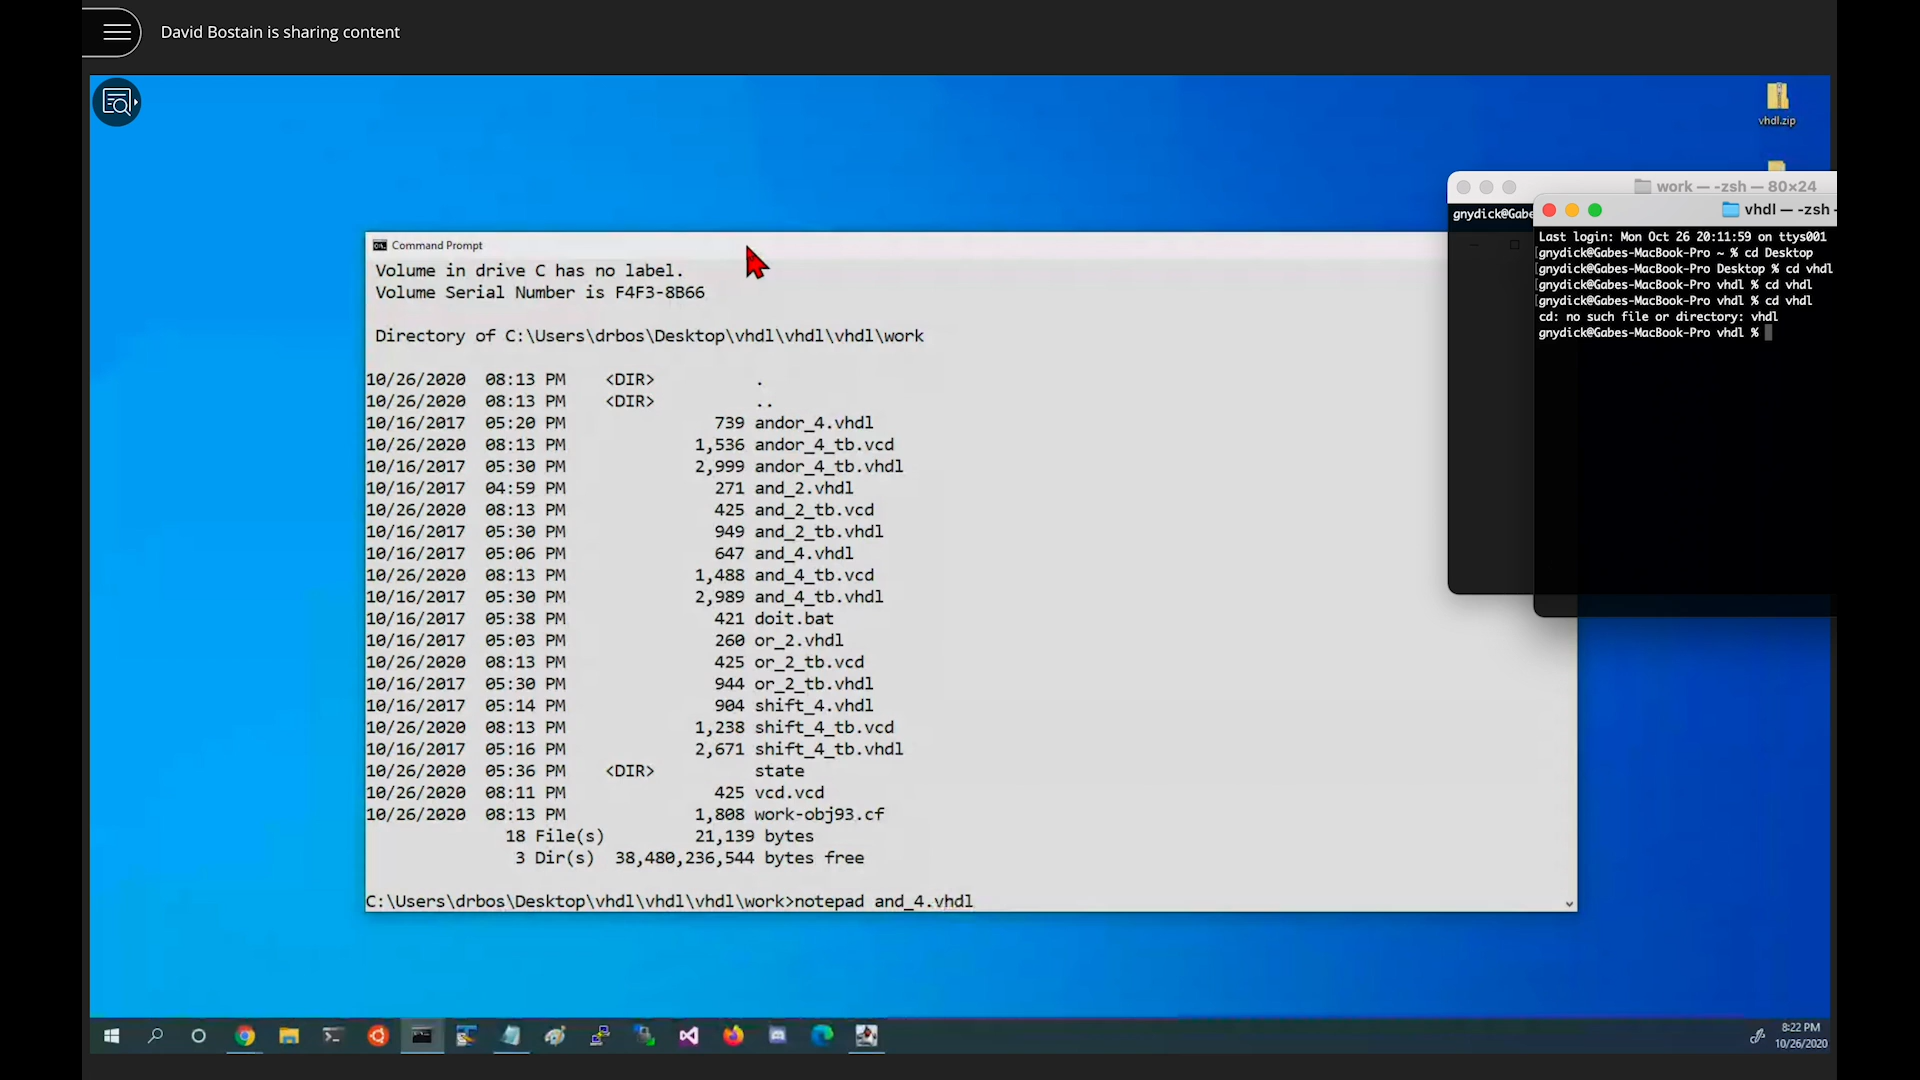 David Bostain is sharing content
vhdl.zip
Command Prompt
Volume in drive C has no label.
Volume Serial Number is F4F3-8B66
Directory of C:\Users\drbos\Desktop\vhdl\vhdl\vhdl\work
10/26/2020  08:13 PM    <DIR>          .
10/26/2020  08:13 PM    <DIR>          ..
10/16/2017  05:20 PM               739 andor_4.vhdl
10/26/2020  08:13 PM             1,536 andor_4_tb.vcd
10/16/2017  05:30 PM             2,999 andor_4_tb.vhdl
10/16/2017  04:59 PM               271 and_2.vhdl
10/26/2020  08:13 PM               425 and_2_tb.vcd
10/16/2017  05:30 PM               949 and_2_tb.vhdl
10/16/2017  05:06 PM               647 and_4.vhdl
10/26/2020  08:13 PM             1,488 and_4_tb.vcd
10/16/2017  05:30 PM             2,989 and_4_tb.vhdl
10/16/2017  05:38 PM               421 doit.bat
10/16/2017  05:03 PM               260 or_2.vhdl
10/26/2020  08:13 PM               425 or_2_tb.vcd
10/16/2017  05:30 PM               944 or_2_tb.vhdl
10/16/2017  05:14 PM               904 shift_4.vhdl
10/26/2020  08:13 PM             1,238 shift_4_tb.vcd
10/16/2017  05:16 PM             2,671 shift_4_tb.vhdl
10/26/2020  05:36 PM    <DIR>          state
10/26/2020  08:11 PM               425 vcd.vcd
10/26/2020  08:13 PM             1,808 work-obj93.cf
18 File(s)         21,139 bytes
3 Dir(s)  38,480,236,544 bytes free
C:\Users\drbos\Desktop\vhdl\vhdl\vhdl\work>notepad and_4.vhdl
work — -zsh — 80×24
gnydick@Gabe
vhdl — -zsh -
Last login: Mon Oct 26 20:11:59 on ttys001
[gnydick@Gabes-MacBook-Pro ~ % cd Desktop
[gnydick@Gabes-MacBook-Pro Desktop % cd vhdl
[gnydick@Gabes-MacBook-Pro vhdl % cd vhdl
[gnydick@Gabes-MacBook-Pro vhdl % cd vhdl
cd: no such file or directory: vhdl
gnydick@Gabes-MacBook-Pro vhdl %
8:22 PM
10/26/2020